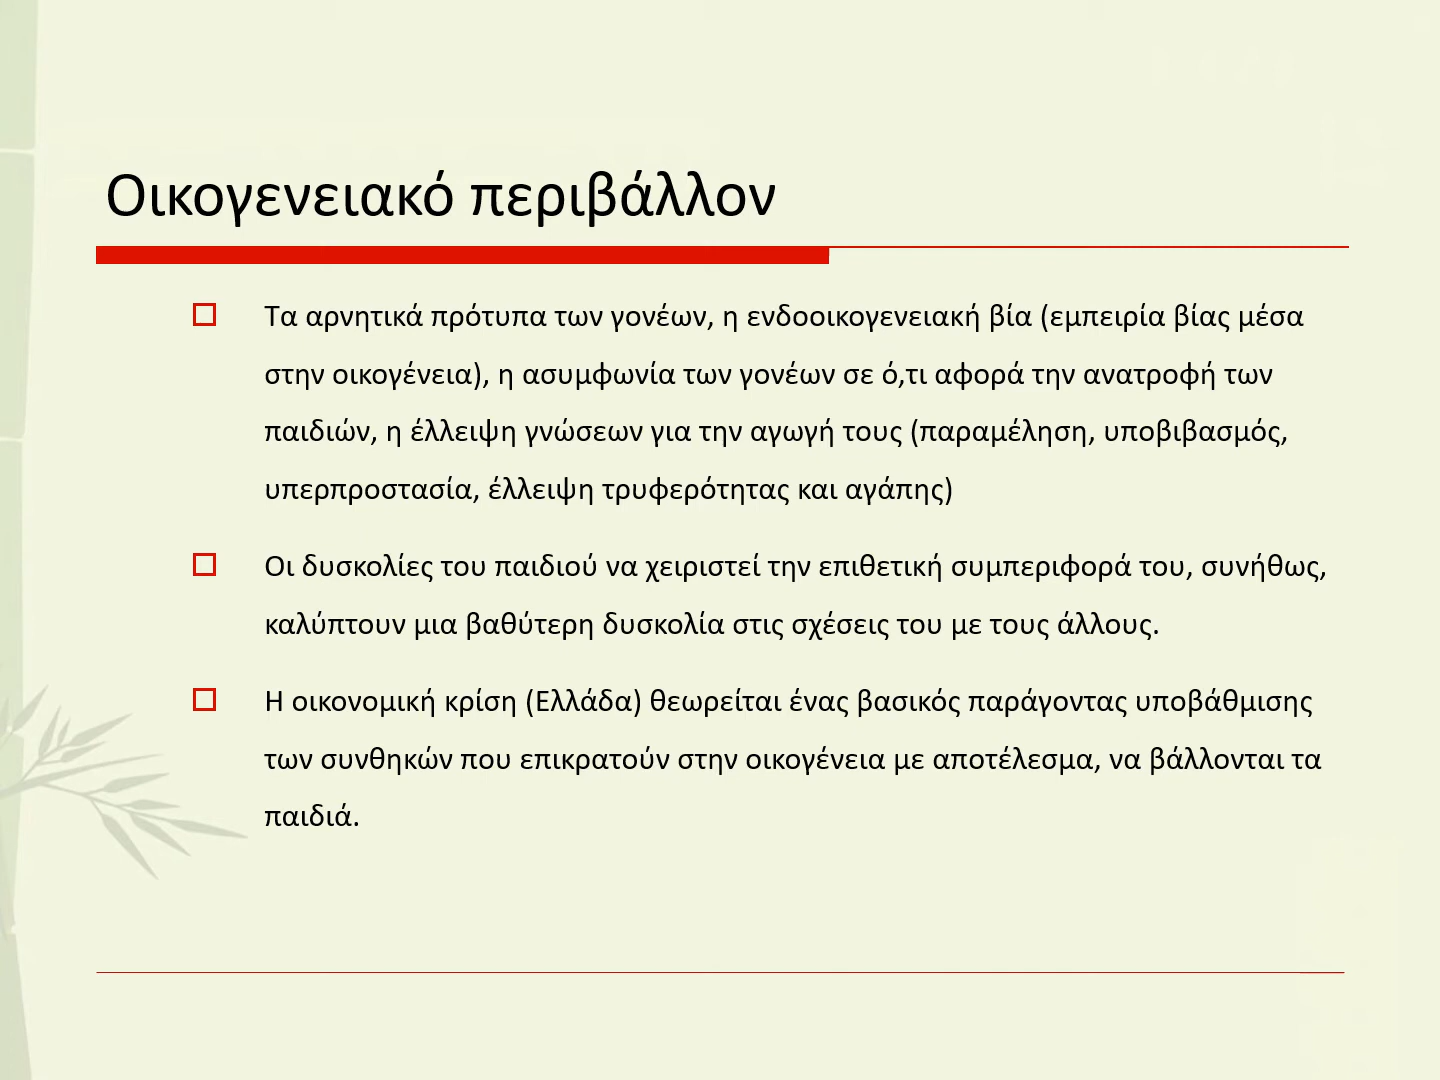 Οικογενειακό περιβάλλον
Τα αρνητικά πρότυπα των γονέων, η ενδοοικογενειακή βία (εμπειρία βίας μέσα
στην οικογένεια), η ασυμφωνία των γονέων σε ό,τι αφορά την ανατροφή των
παιδιών, η έλλειψη γνώσεων για την αγωγή τους (παραμέληση, υποβιβασμός,
υπερπροστασία, έλλειψη τρυφερότητας και αγάπης)
Οι δυσκολίες του παιδιού να χειριστεί την επιθετική συμπεριφορά του, συνήθως,
καλύπτουν μια βαθύτερη δυσκολία στις σχέσεις του με τους άλλους.
Η οικονομική κρίση (Ελλάδα) θεωρείται ένας βασικός παράγοντας υποβάθμισης
των συνθηκών που επικρατούν στην οικογένεια με αποτέλεσμα, να βάλλονται τα
παιδιά.